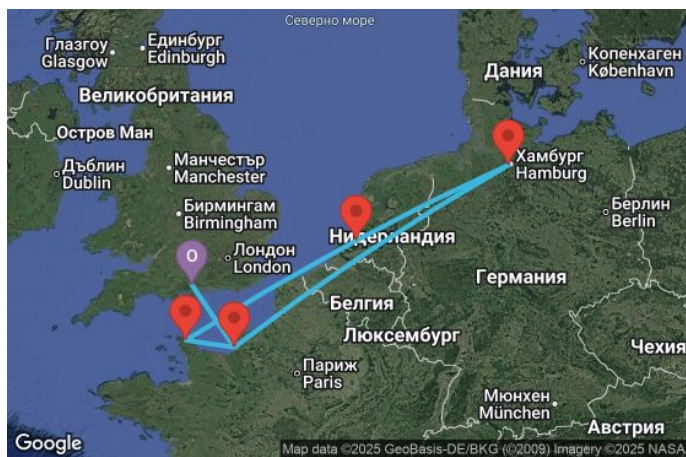 Северно море
Глазгоу
Glasgow
Единбург
Edinburgh
Копенхаген
København
Дания
Великобритания
Остров Ман
Хамбург
Hamburg
Дъблин
Dublin
Манчестър
Manchester
Бирмингам
Birmingham
Берлин
Berlin
O
Лондон
London
Нидерландия
Германия
Белгия
Люксембург
Чехия
Париж
Paris
Мюнхен
München
Австрия
Google
Map data ©2025 GeoBasis-DE/BKG (©2009) Imagery ©2025 NASA